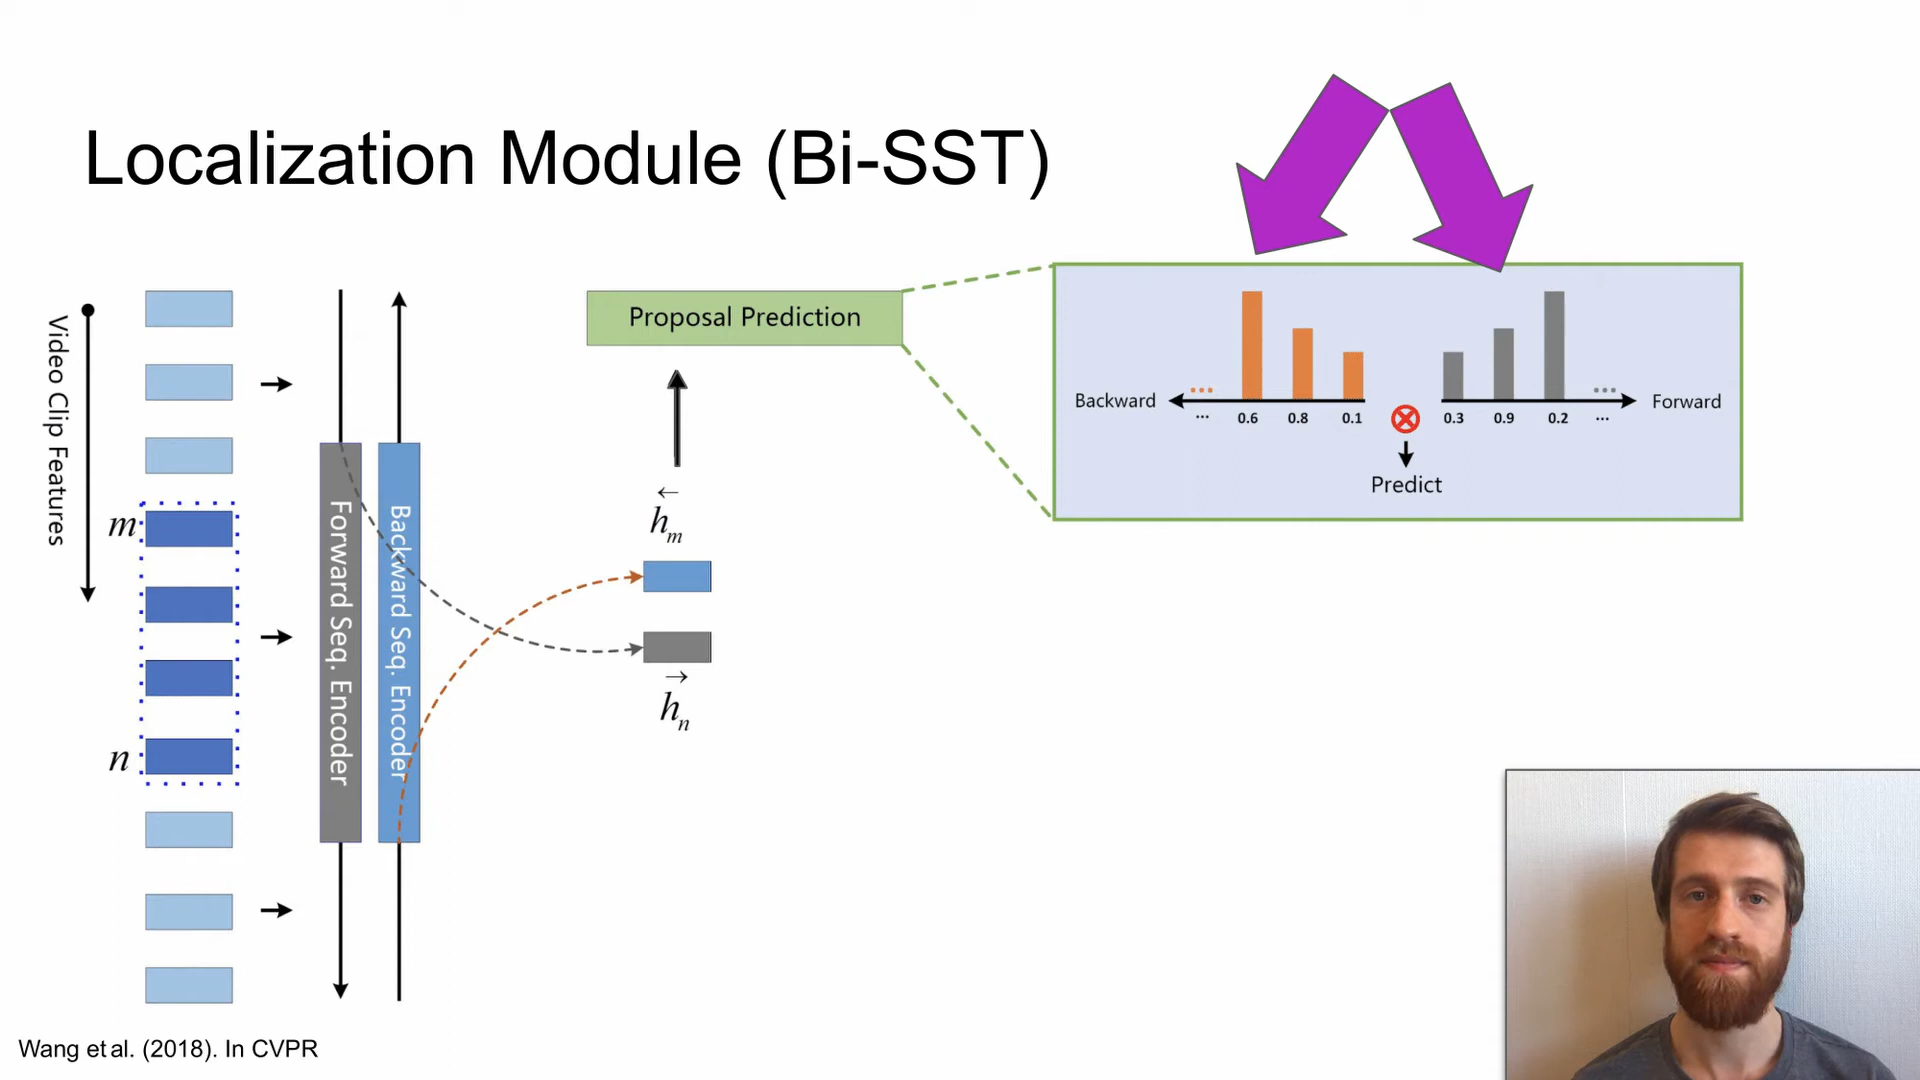 Localization Module (Bi-SST)
Video Clip Features
m
n
Forward Seq. Encoder
Backward Seq. Encoder
Proposal Prediction
←
h_m
→
h_n
Backward
... 0.6 0.8 0.1
0.3 0.9 0.2 ...
Forward
Predict
Wang et al. (2018). In CVPR